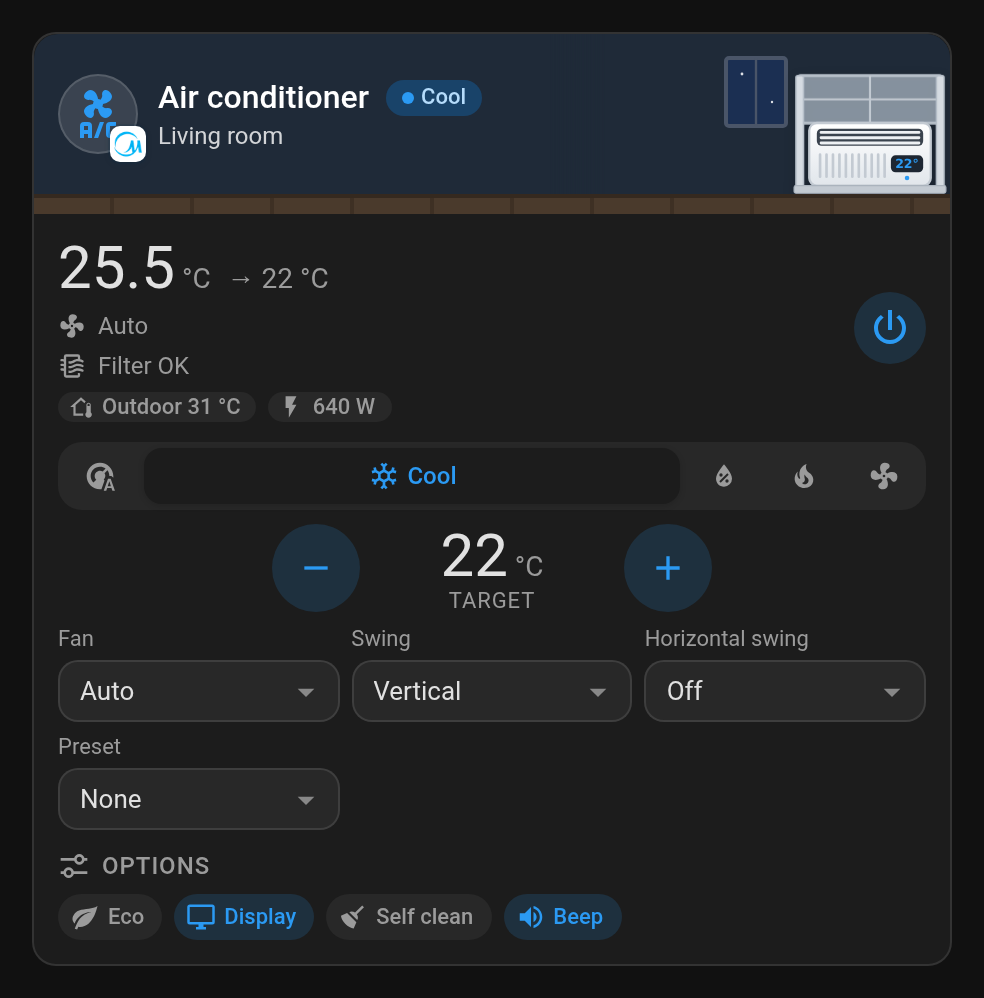 Air conditioner
Cool
A/C
Living room
22°
25.5 °C → 22 °C
Auto
Filter OK
Outdoor 31 °C
640 W
A
Cool
22 °C
TARGET
Fan
Swing
Horizontal swing
Auto
Vertical
Off
Preset
None
OPTIONS
Eco
Display
Self clean
Beep